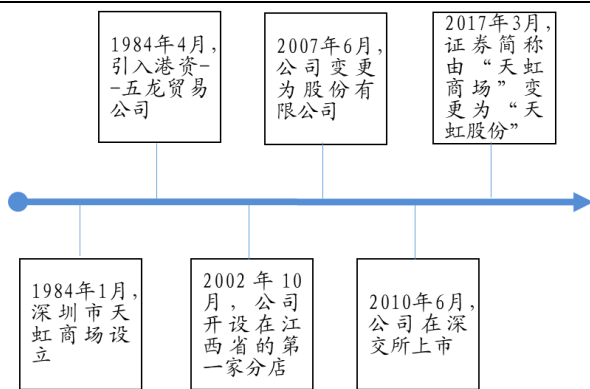 1984年4月，
引入港资-
-五龙贸易
公司
2007年6月，
公司变更
为股份有
限公司
2017年3月，
证券简称
由“天虹
商场”变
更为“天
虹股份”
1984年1月，
深圳市天
虹商场设
立
2002年10
月，公司
开设在江
西省的第
一家分店
2010年6月，
公司在深
交所上市